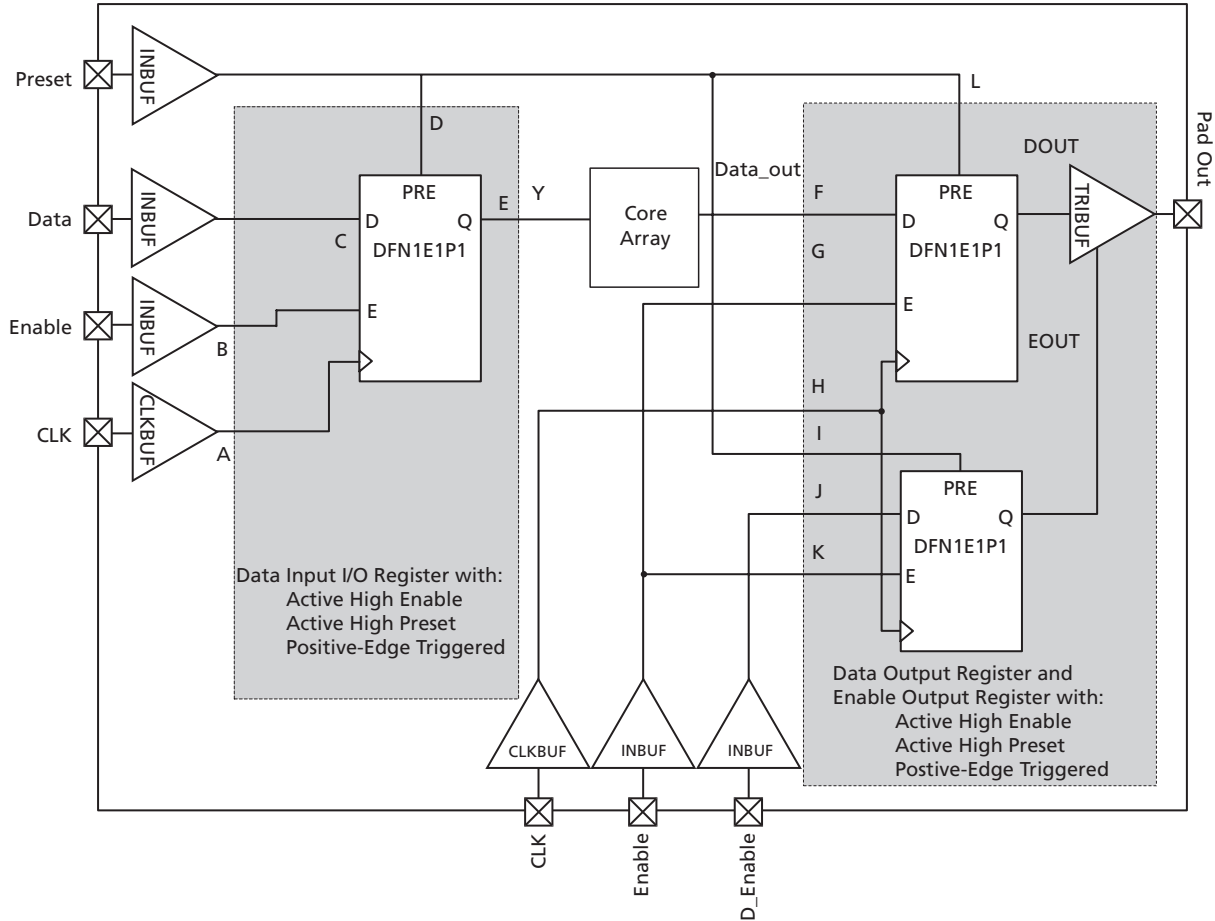 Preset
INBUF
L
D
Pad Out
DOUT
Data
INBUF
C
PRE
D
Q
DFN1E1P1
E
E
Y
Core
Array
Data_out
F
G
PRE
D
Q
DFN1E1P1
E
TRIBUF
EOUT
Enable
INBUF
B
CLK
CLKBUF
A
H
I
J
K
PRE
D
Q
DFN1E1P1
E
Data Input I/O Register with:
Active High Enable
Active High Preset
Positive-Edge Triggered
Data Output Register and
Enable Output Register with:
Active High Enable
Active High Preset
Postive-Edge Triggered
CLKBUF
INBUF
INBUF
CLK
Enable
D_Enable